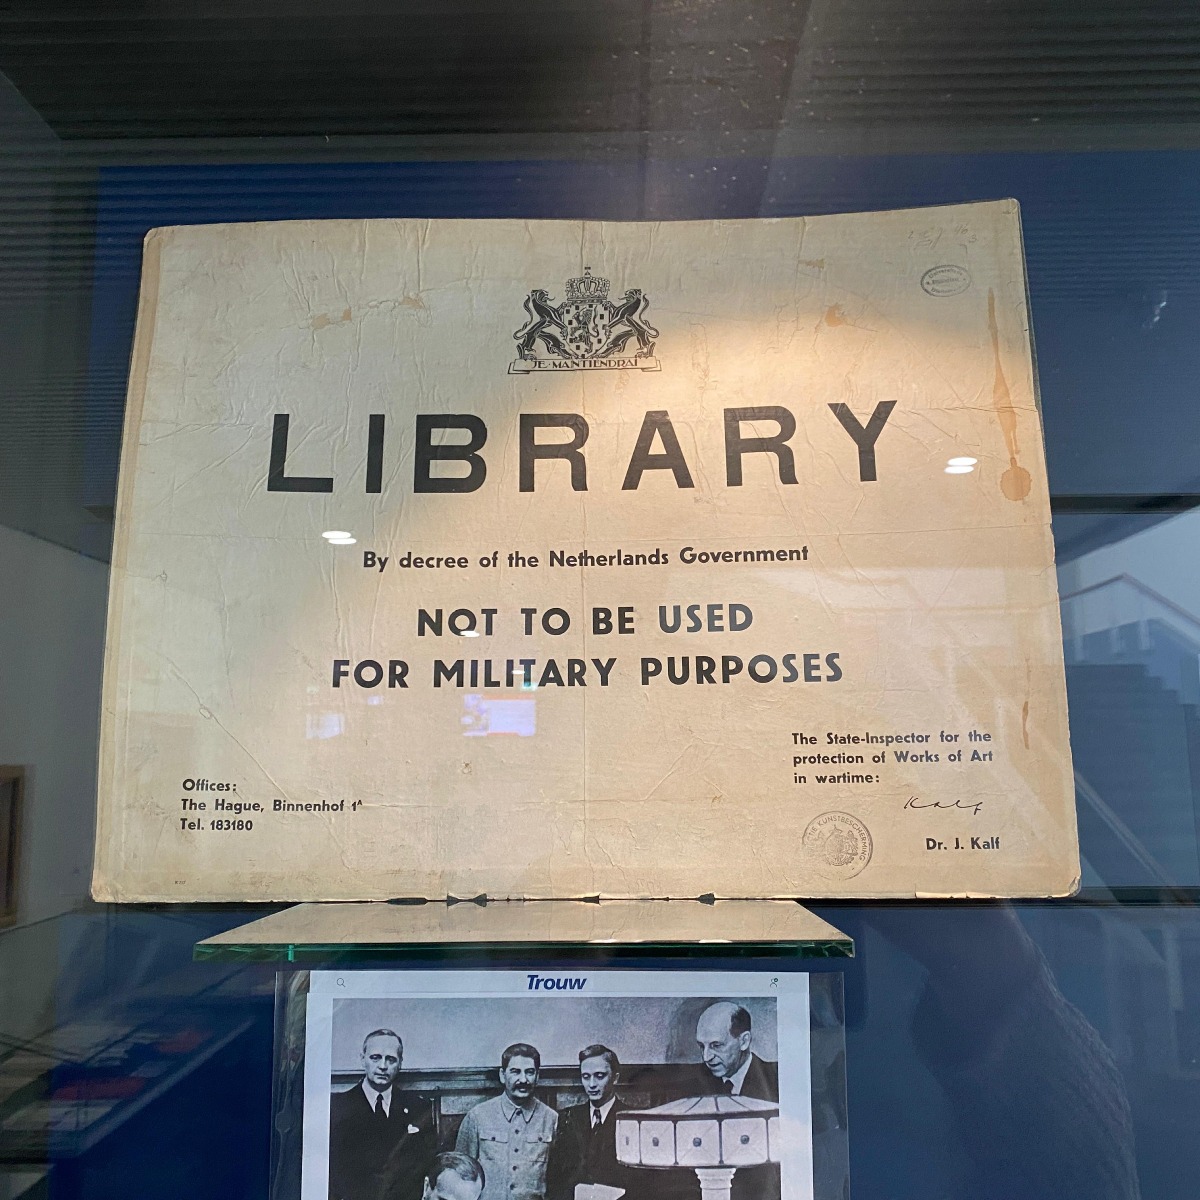 JE·MANTIENDRAI
LIBRARY
By decree of the Netherlands Government
NOT TO BE USED
FOR MILITARY PURPOSES
The State-Inspector for the
protection of Works of Art
in wartime:
Kalf
Dr. J. Kalf
Offices:
The Hague, Binnenhof 1ᴬ
Tel. 183180
KUNSTBESCHERMING
Trouw